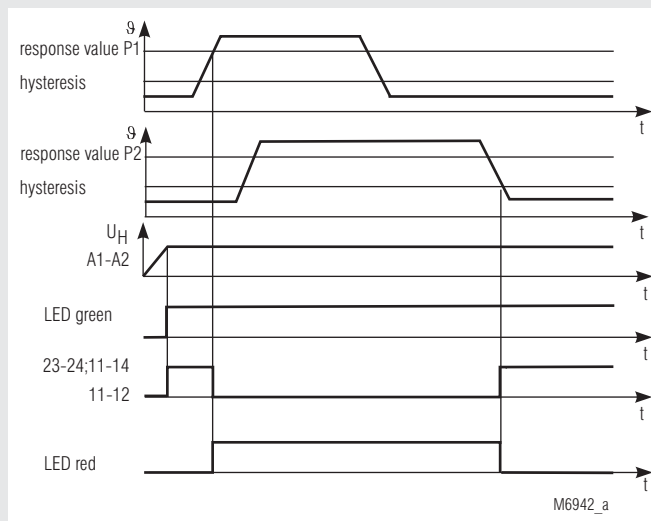 ϑ
response value P1
hysteresis
t
ϑ
response value P2
hysteresis
t
UH
A1-A2
t
LED green
t
23-24;11-14
11-12
t
LED red
t
M6942_a